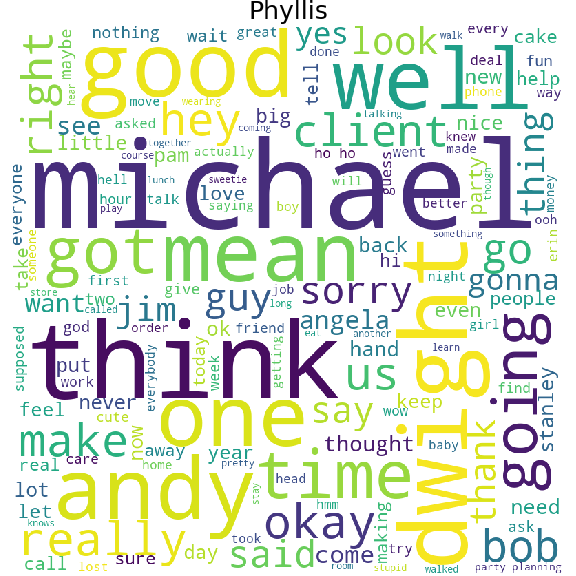 Phyllis
nothing wait yes look walk every cake
great
right maybe good done tell well new deal fun help
hear move wearing phone way
hey talking
see asked coming big client nice knew
little together pam actually ho ho went made thing
everyone course hell lunch sweetie love guess will party better ooh
michael
hour talk saying boy
play
take someone got mean back something go erin money though
first hi
store want two give guy job sorry night gonna
called jim long angela even people
god order ok friend girl
supposed think eat another hand learn
put everybody today week getting us dwight going find stanley
work never
feel cute one say keep wow
make now thought baby thank
real care away year
home pretty time
lot andy head hmm okay making need
let knows stay took said come try ask
really day room stupid walked bob
call lost sure party planning